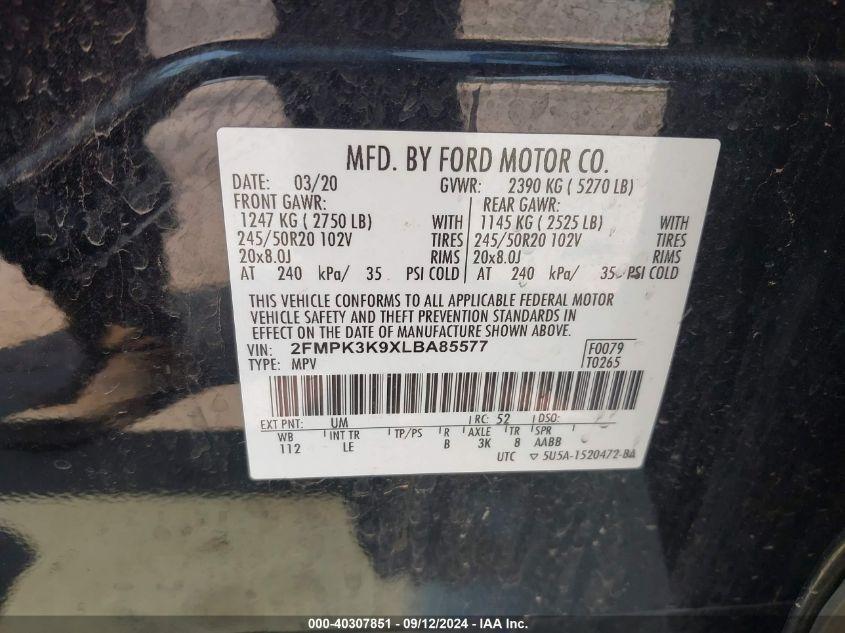 MFD. BY FORD MOTOR CO.
DATE: 03/20 GVWR: 2390 KG ( 5270 LB)
FRONT GAWR: REAR GAWR:
1247 KG ( 2750 LB) WITH 1145 KG ( 2525 LB) WITH
245/50R20 102V TIRES 245/50R20 102V TIRES
20x8.0J RIMS 20x8.0J RIMS
AT 240 kPa/ 35 PSI COLD AT 240 kPa/ 35 PSI COLD
THIS VEHICLE CONFORMS TO ALL APPLICABLE FEDERAL MOTOR
VEHICLE SAFETY AND THEFT PREVENTION STANDARDS IN
EFFECT ON THE DATE OF MANUFACTURE SHOWN ABOVE.
VIN: 2FMPK3K9XLBA85577 F0079
TYPE: MPV T0265
EXT PNT: UM RC: 52 DSO:
WB INT TR TP/PS R AXLE TR SPR
112 LE B 3K 8 AABB
UTC ▽ 5U5A-1520472-BA
000-40307851 - 09/12/2024 - IAA Inc.